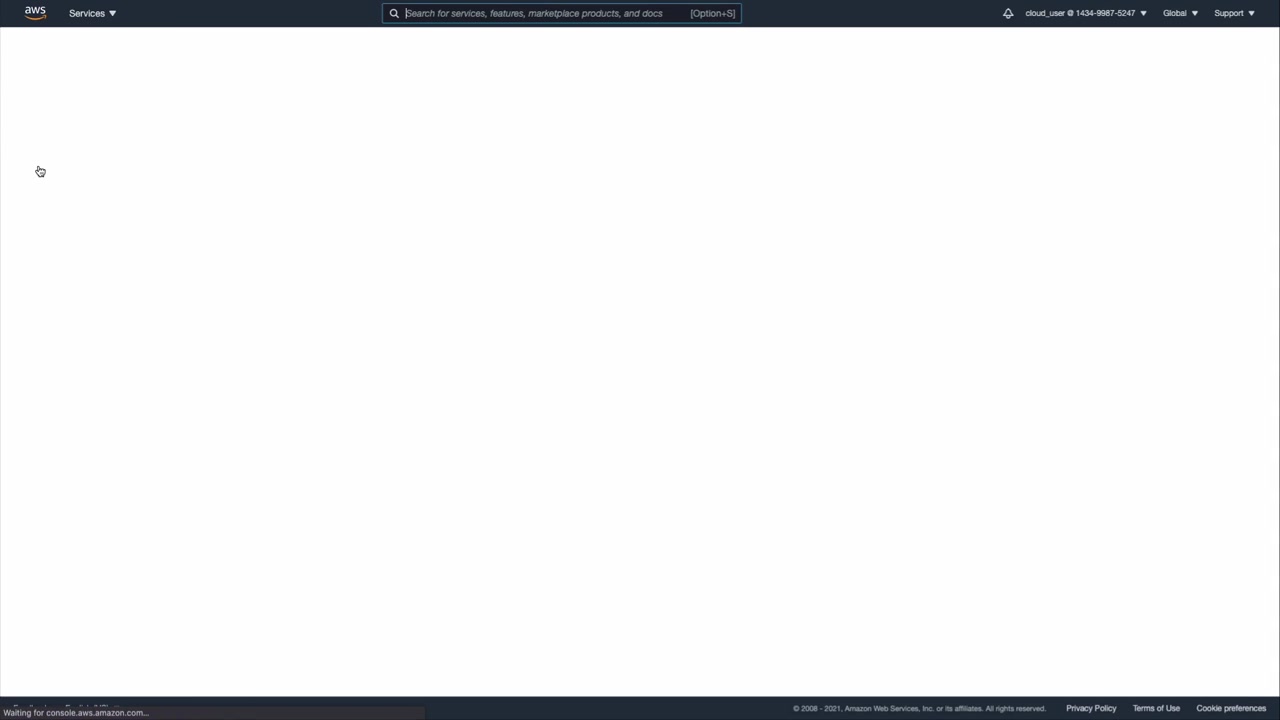 aws Services Search for services, features, marketplace products, and docs [Option+S] cloud_user @ 1434-9987-5247 Global Support
Waiting for console.aws.amazon.com...
© 2008 - 2021, Amazon Web Services, Inc. or its affiliates. All rights reserved. Privacy Policy Terms of Use Cookie preferences